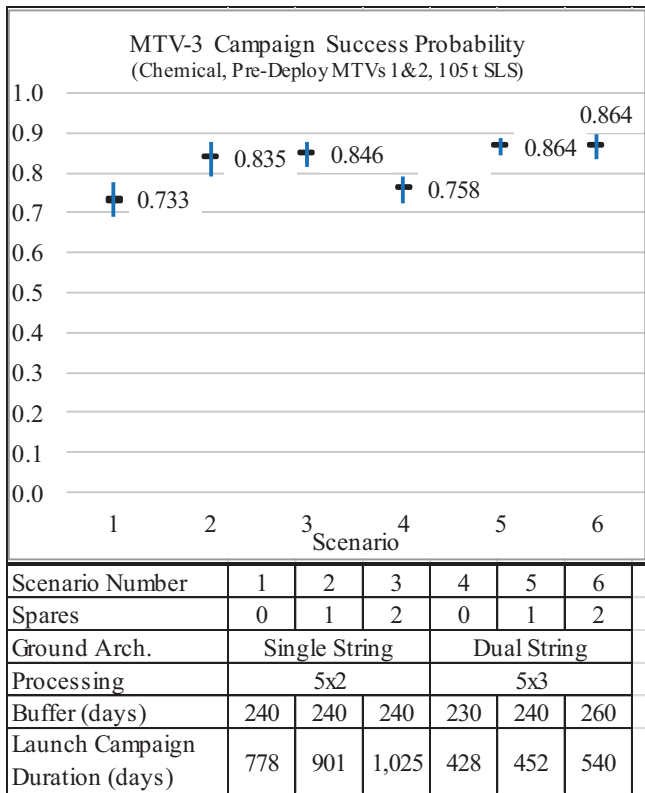 MTV-3 Campaign Success Probability
(Chemical, Pre-Deploy MTVs 1&2, 105 t SLS)
1.0
0.9
0.8
0.7
0.6
0.5
0.4
0.3
0.2
0.1
0.0
0.733
0.835
0.846
0.758
0.864
0.864
1 2 3 4 5 6
Scenario
Scenario Number 1 2 3 4 5 6
Spares 0 1 2 0 1 2
Ground Arch. Single String Dual String
Processing 5x2 5x3
Buffer (days) 240 240 240 230 240 260
Launch Campaign
Duration (days) 778 901 1,025 428 452 540